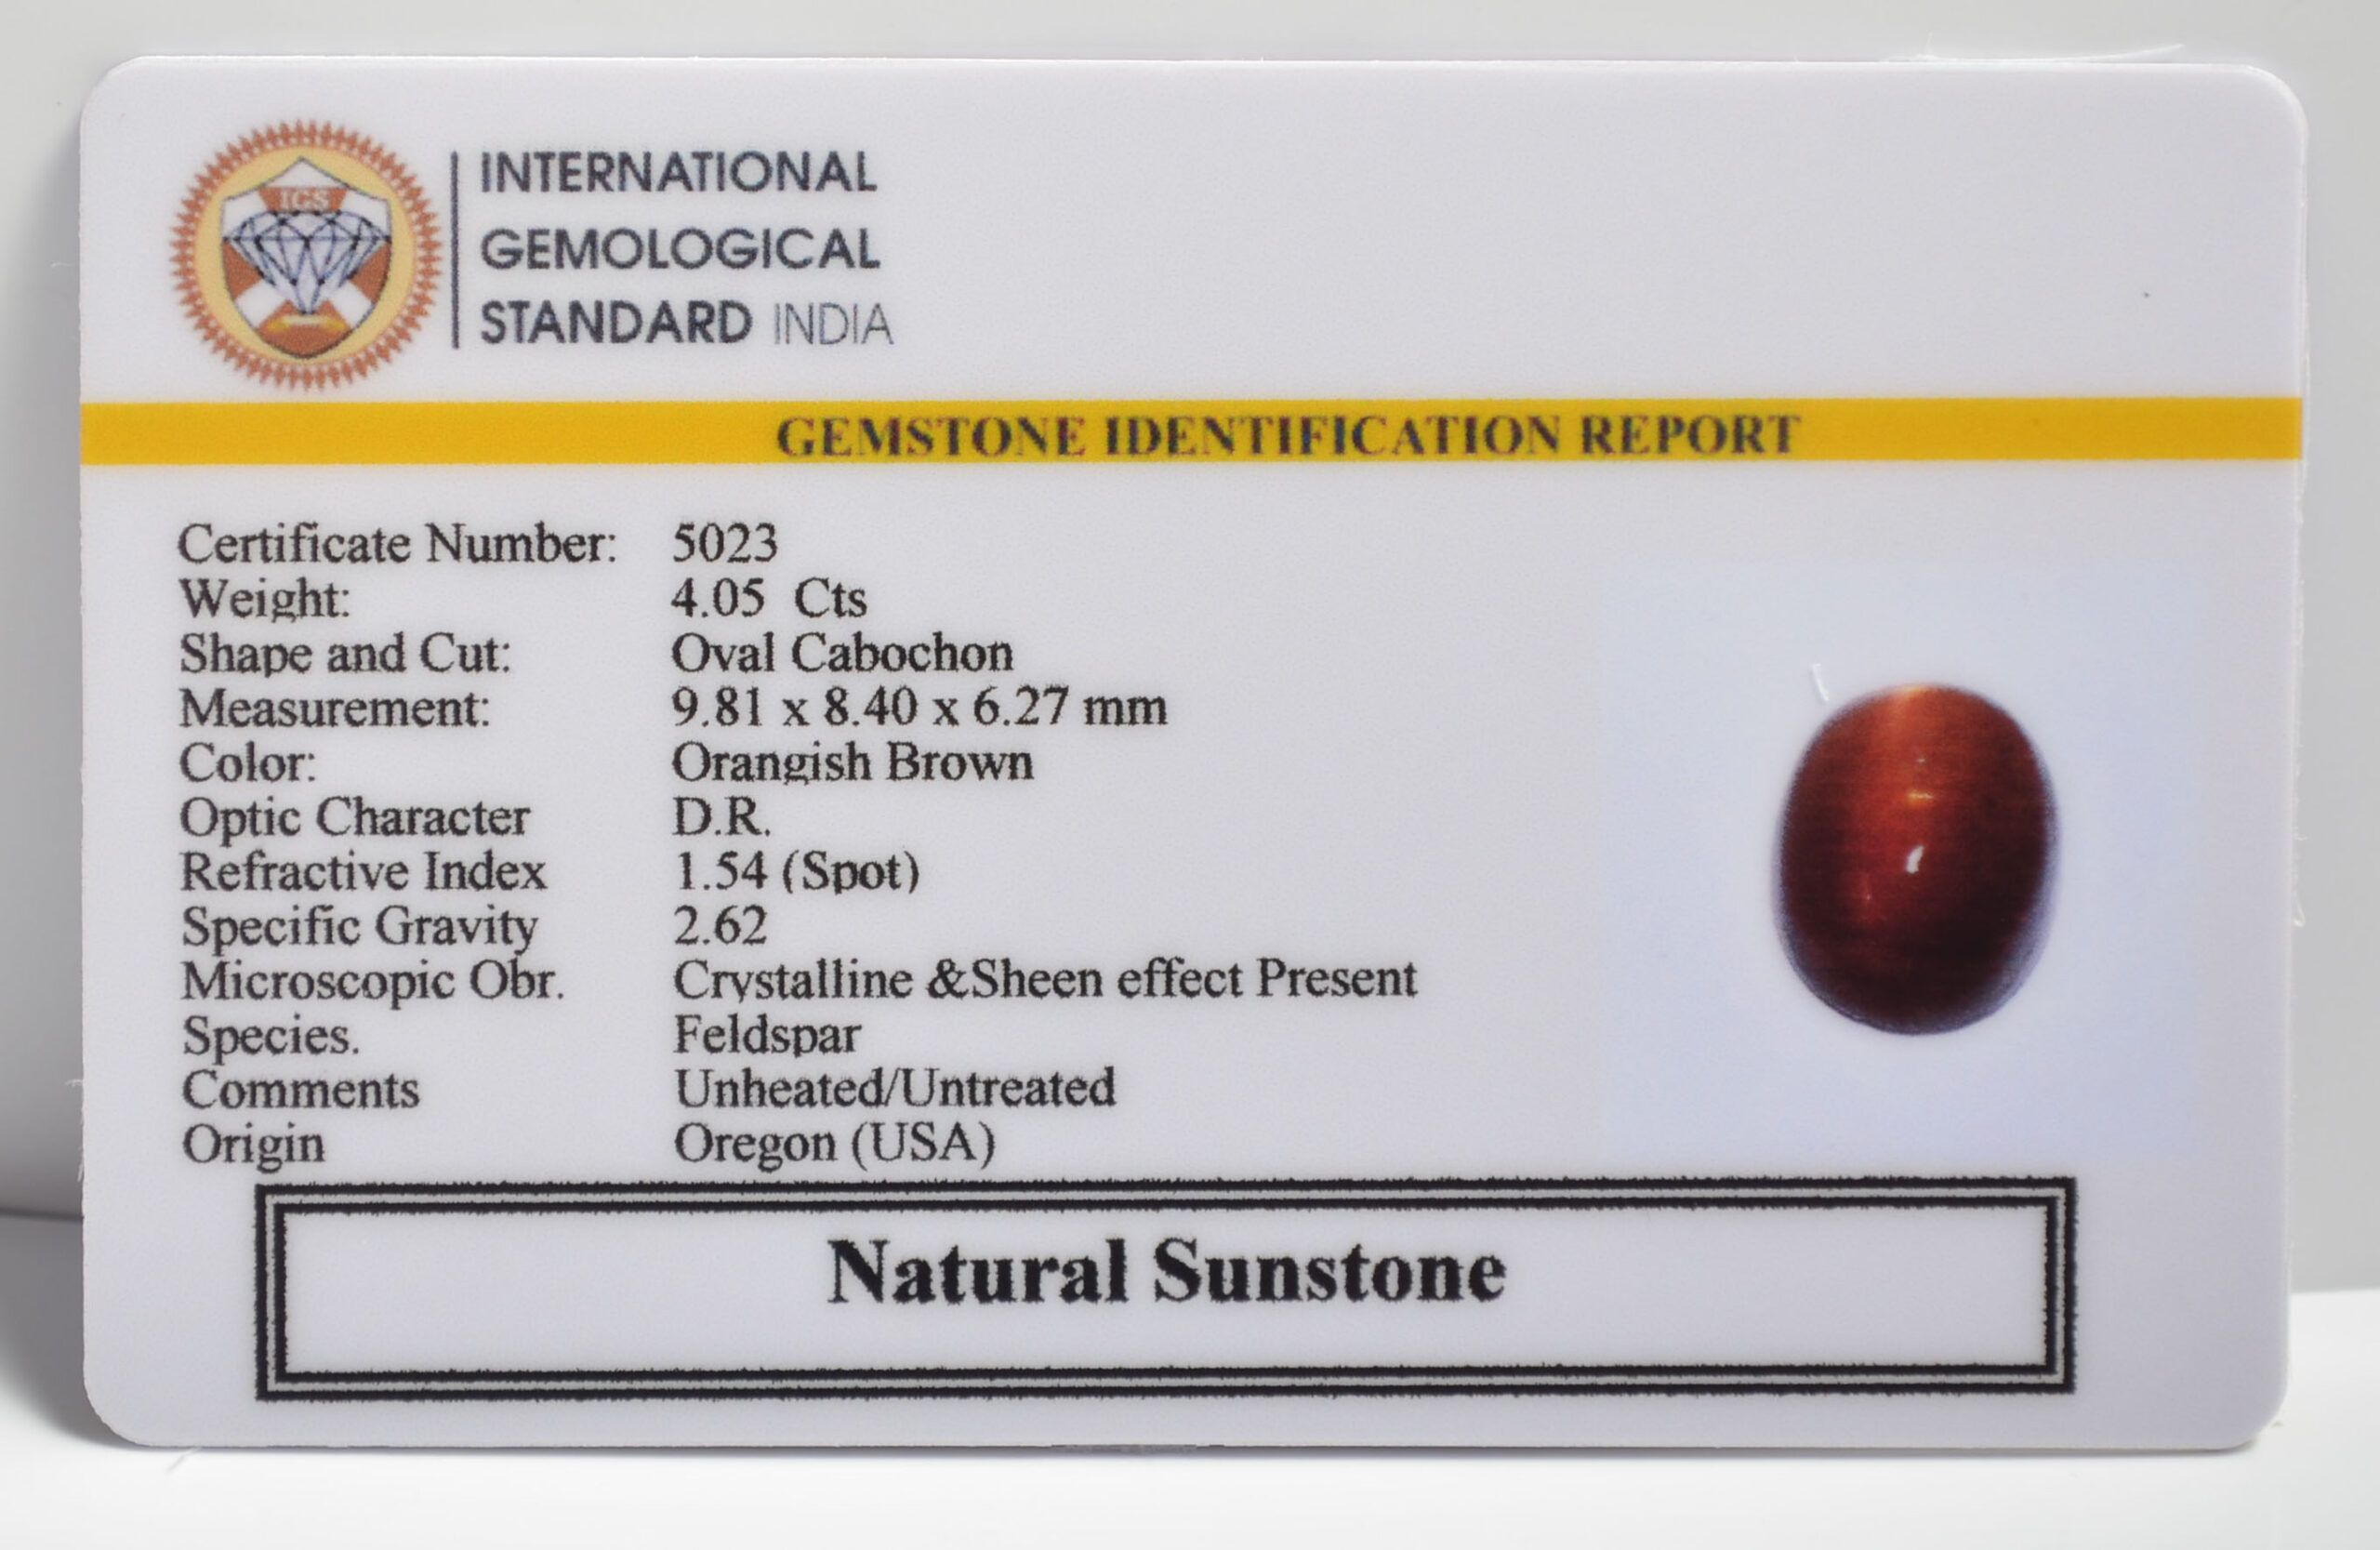 IGS
INTERNATIONAL
GEMOLOGICAL
STANDARD INDIA
GEMSTONE IDENTIFICATION REPORT
Certificate Number: 5023
Weight: 4.05 Cts
Shape and Cut: Oval Cabochon
Measurement: 9.81 x 8.40 x 6.27 mm
Color: Orangish Brown
Optic Character D.R.
Refractive Index 1.54 (Spot)
Specific Gravity 2.62
Microscopic Obr. Crystalline &Sheen effect Present
Species. Feldspar
Comments Unheated/Untreated
Origin Oregon (USA)
Natural Sunstone